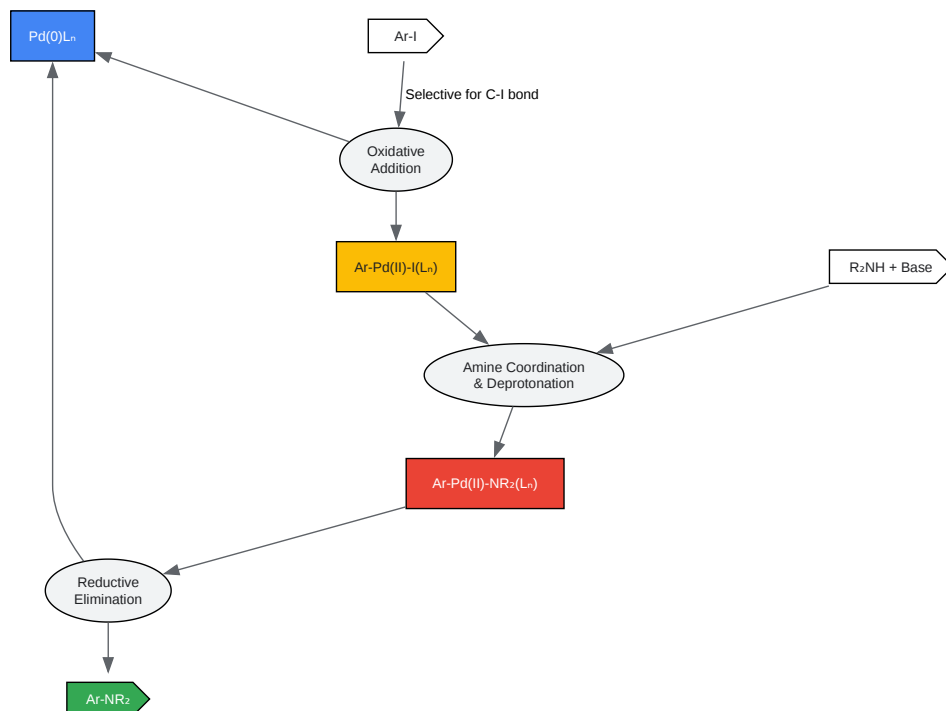 Pd(0)Lₙ
Ar-I
Selective for C-I bond
Oxidative
Addition
Ar-Pd(II)-I(Lₙ)
R₂NH + Base
Amine Coordination
& Deprotonation
Ar-Pd(II)-NR₂(Lₙ)
Reductive
Elimination
Ar-NR₂